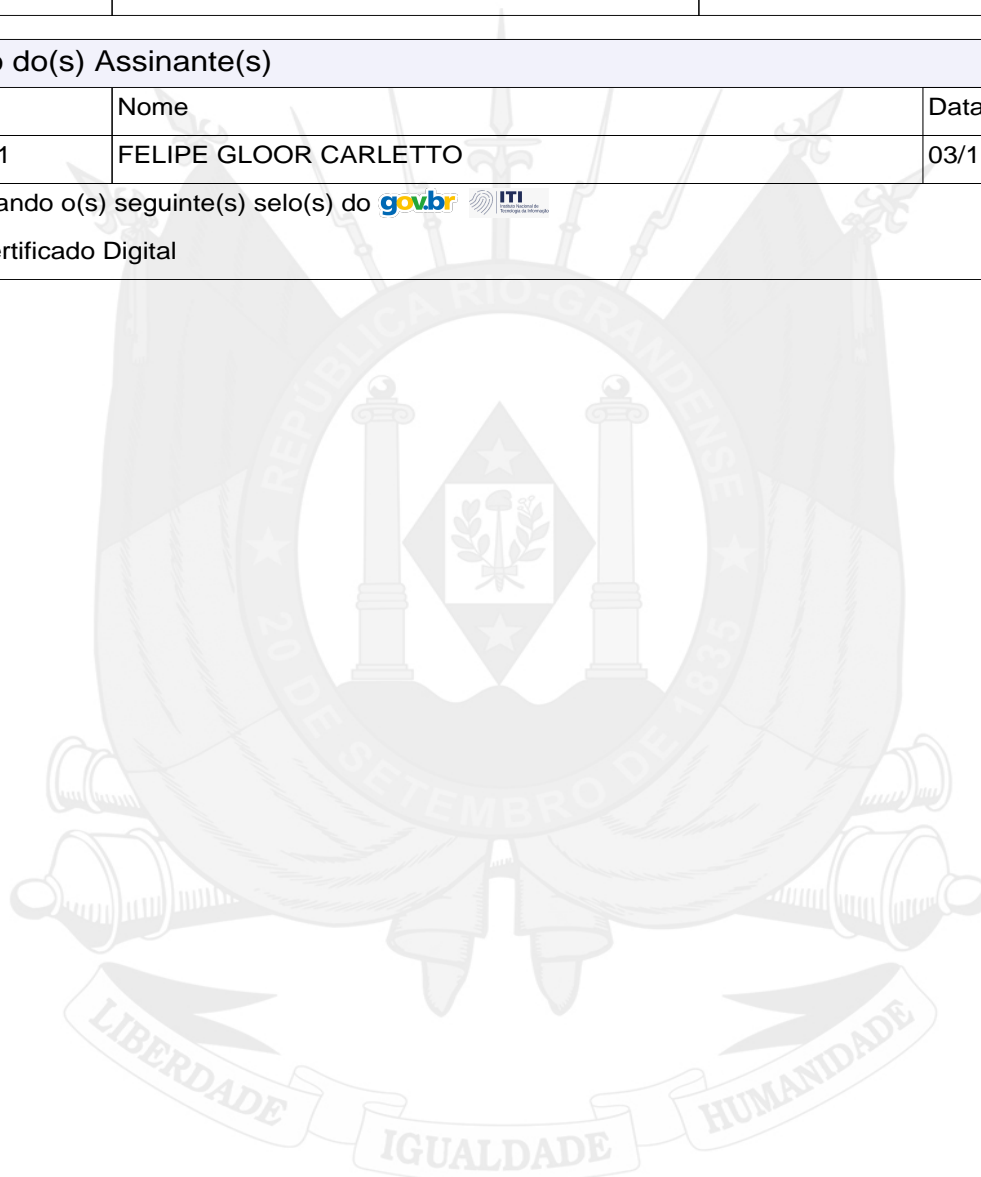 o do(s) Assinante(s)
Nome Data
1 FELIPE GLOOR CARLETTO 03/1
ando o(s) seguinte(s) selo(s) do gov.br ITI
rtificado Digital
REPÚBLICA RIO-GRANDENSE
20 DE SETEMBRO DE 1835
LIBERDADE IGUALDADE HUMANIDADE